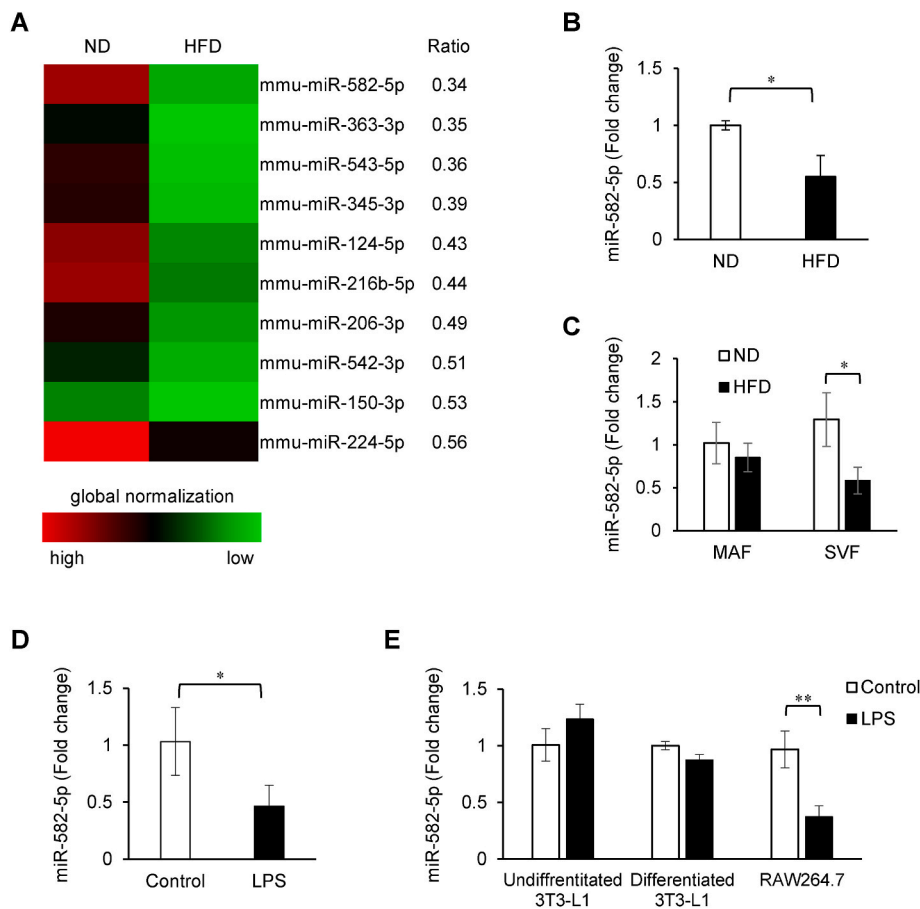 A
ND HFD Ratio
mmu-miR-582-5p 0.34
mmu-miR-363-3p 0.35
mmu-miR-543-5p 0.36
mmu-miR-345-3p 0.39
mmu-miR-124-5p 0.43
mmu-miR-216b-5p 0.44
mmu-miR-206-3p 0.49
mmu-miR-542-3p 0.51
mmu-miR-150-3p 0.53
mmu-miR-224-5p 0.56
global normalization
high low
B
miR-582-5p (Fold change)
1.5
1
0.5
0
*
ND HFD
C
miR-582-5p (Fold change)
2
1.5
1
0.5
0
ND
HFD
*
MAF SVF
D
miR-582-5p (Fold change)
1.5
1
0.5
0
*
Control LPS
E
miR-582-5p (Fold change)
1.5
1
0.5
0
**
Control
LPS
Undiffrentitated Differentiated RAW264.7
3T3-L1 3T3-L1